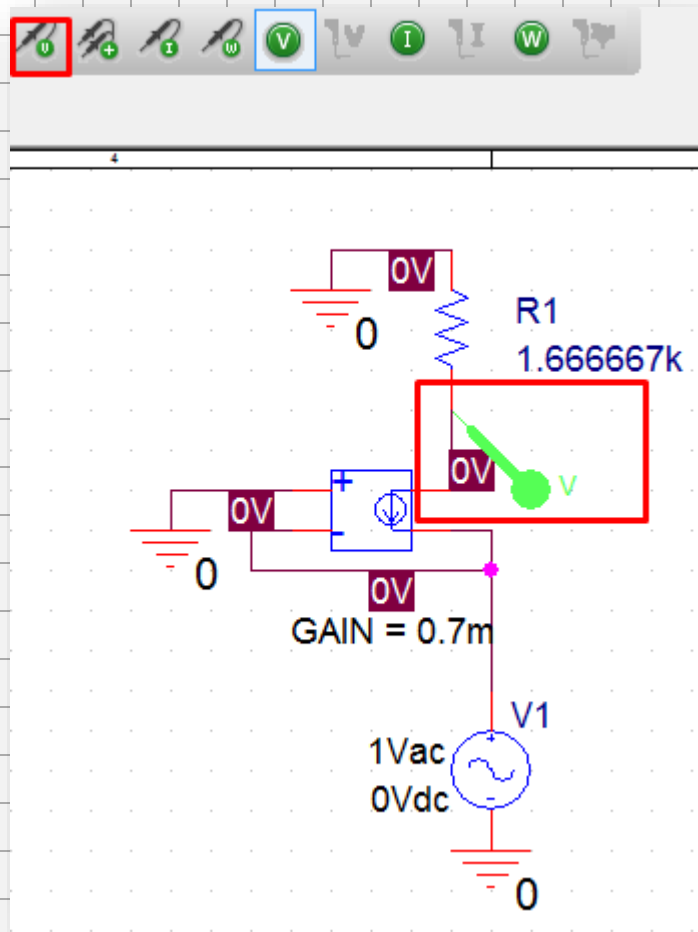 V + I W V V I I W
4
0V
R1
0
1.666667k
0V V
+
0V
-
0
0V
GAIN = 0.7m
V1
1Vac
+
0Vdc
-
0